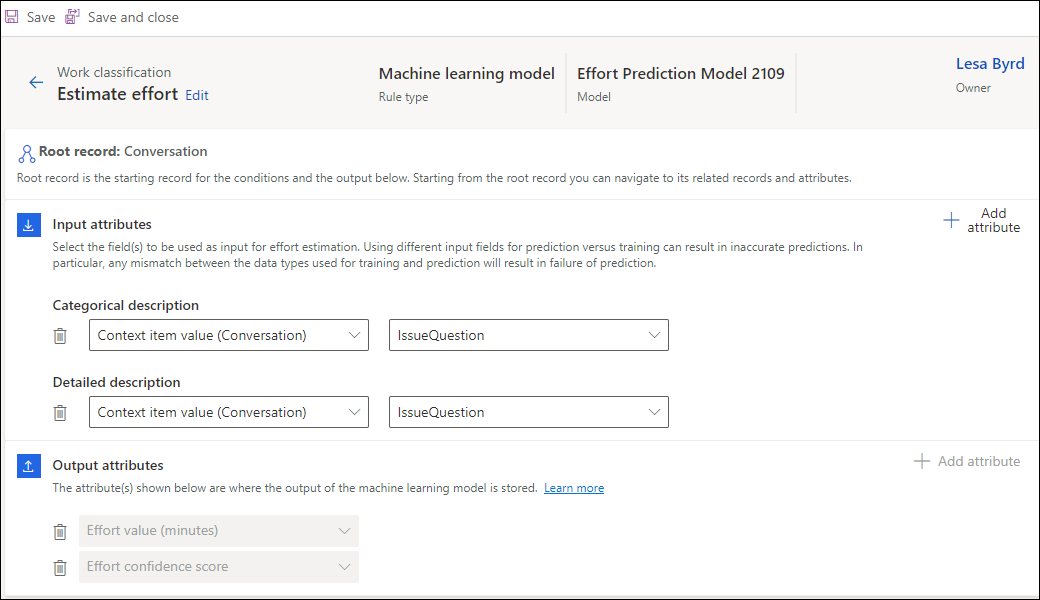 Save Save and close
Work classification
Estimate effort Edit
Machine learning model
Rule type
Effort Prediction Model 2109
Model
Lesa Byrd
Owner
Root record: Conversation
Root record is the starting record for the conditions and the output below. Starting from the root record you can navigate to its related records and attributes.
Input attributes
Add
attribute
Select the field(s) to be used as input for effort estimation. Using different input fields for prediction versus training can result in inaccurate predictions. In
particular, any mismatch between the data types used for training and prediction will result in failure of prediction.
Categorical description
Context item value (Conversation) IssueQuestion
Detailed description
Context item value (Conversation) IssueQuestion
Output attributes
Add attribute
The attribute(s) shown below are where the output of the machine learning model is stored. Learn more
Effort value (minutes)
Effort confidence score